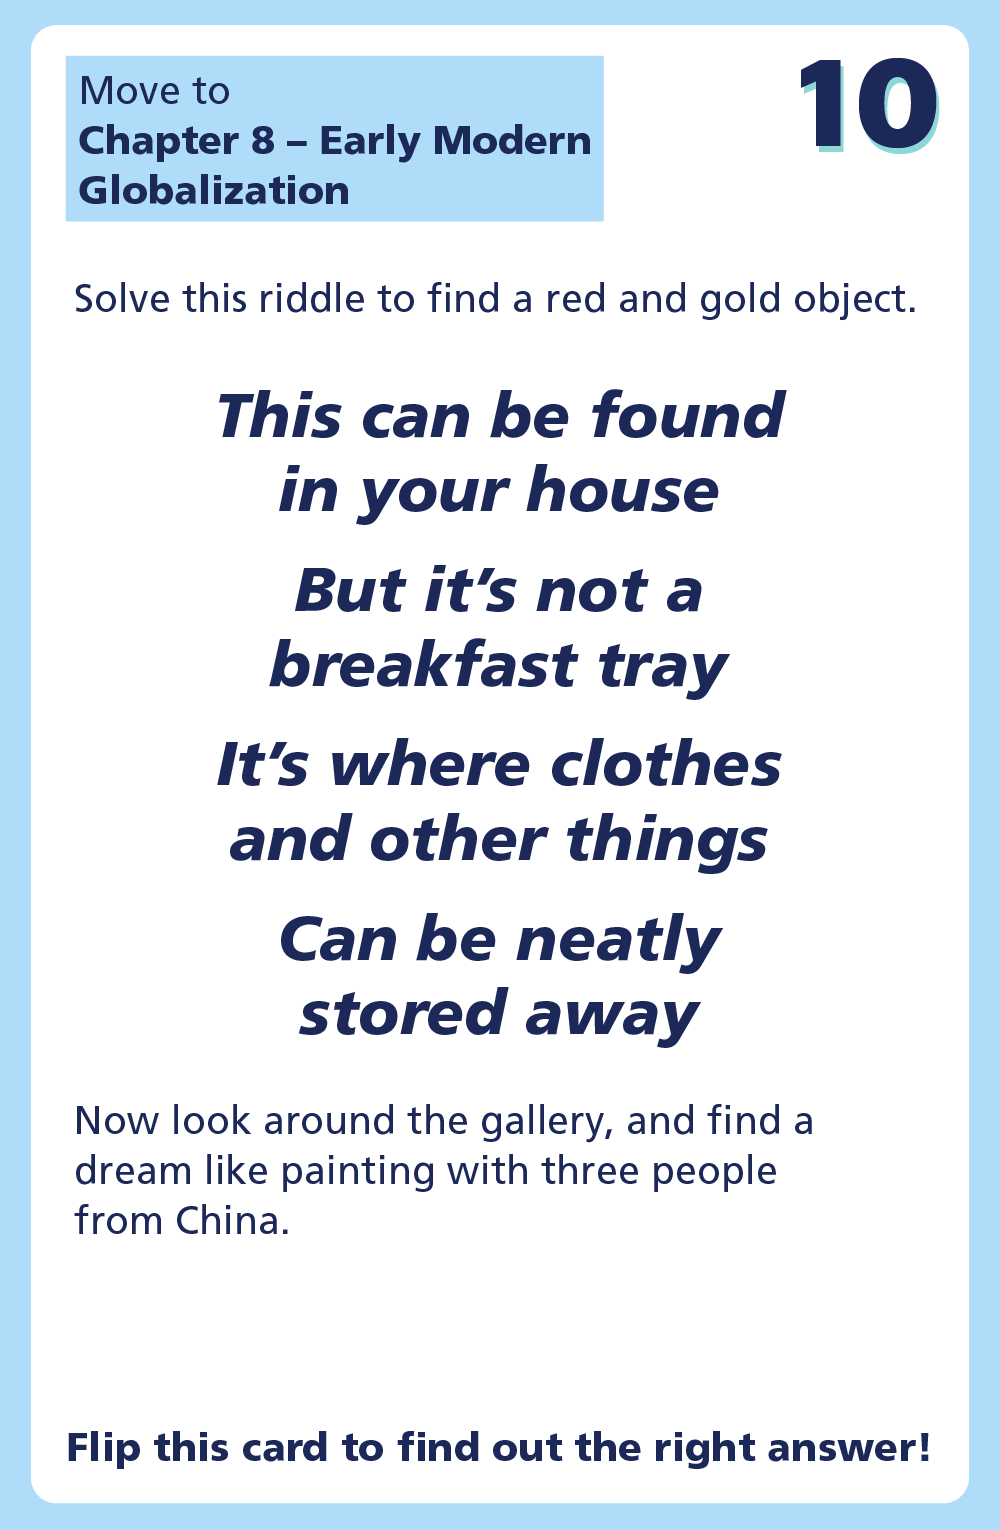 Move to
Chapter 8 – Early Modern
Globalization
10
Solve this riddle to find a red and gold object.
This can be found
in your house
But it’s not a
breakfast tray
It’s where clothes
and other things
Can be neatly
stored away
Now look around the gallery, and find a
dream like painting with three people
from China.
Flip this card to find out the right answer!